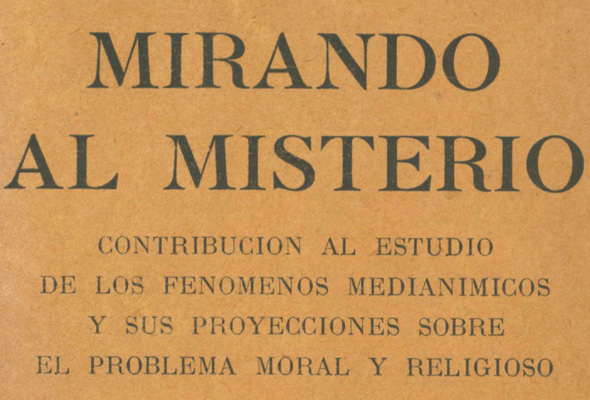 MIRANDO
AL MISTERIO
CONTRIBUCION AL ESTUDIO
DE LOS FENOMENOS MEDIANIMICOS
Y SUS PROYECCIONES SOBRE
EL PROBLEMA MORAL Y RELIGIOSO